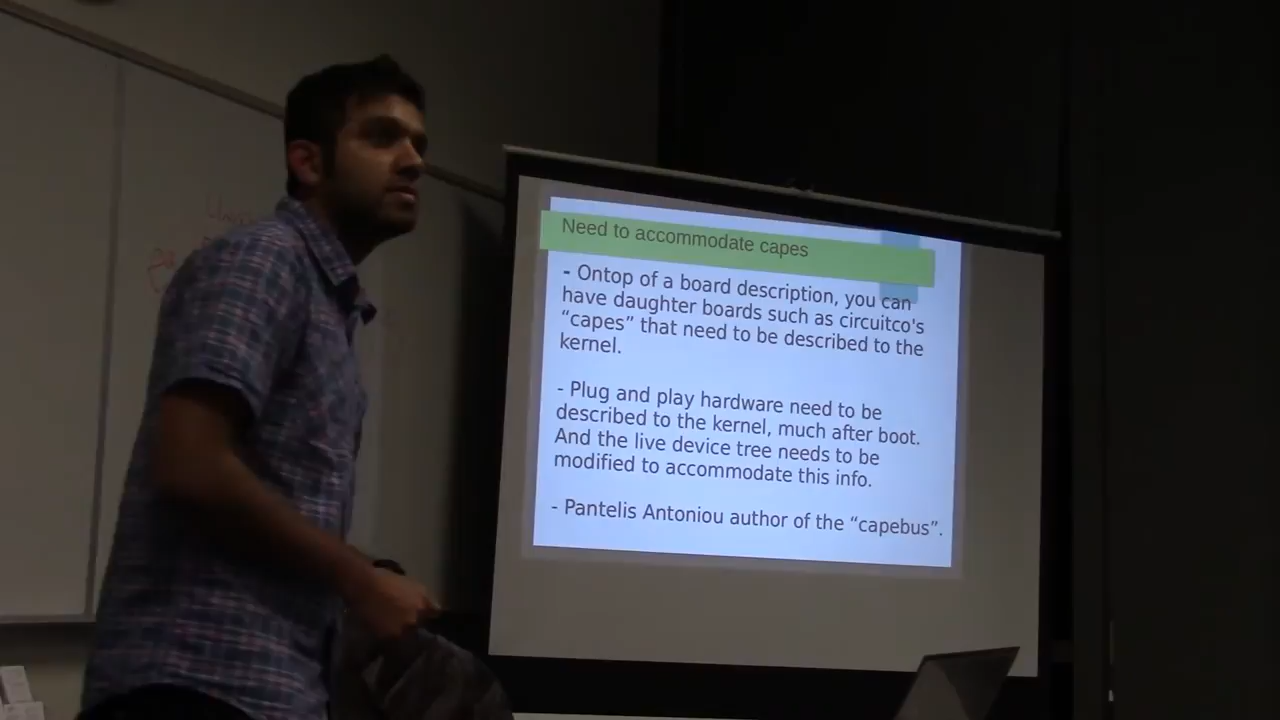 Need to accommodate capes
- Ontop of a board description, you can
have daughter boards such as circuitco's
“capes” that need to be described to the
kernel.
- Plug and play hardware need to be
described to the kernel, much after boot.
And the live device tree needs to be
modified to accommodate this info.
- Pantelis Antoniou author of the “capebus”.